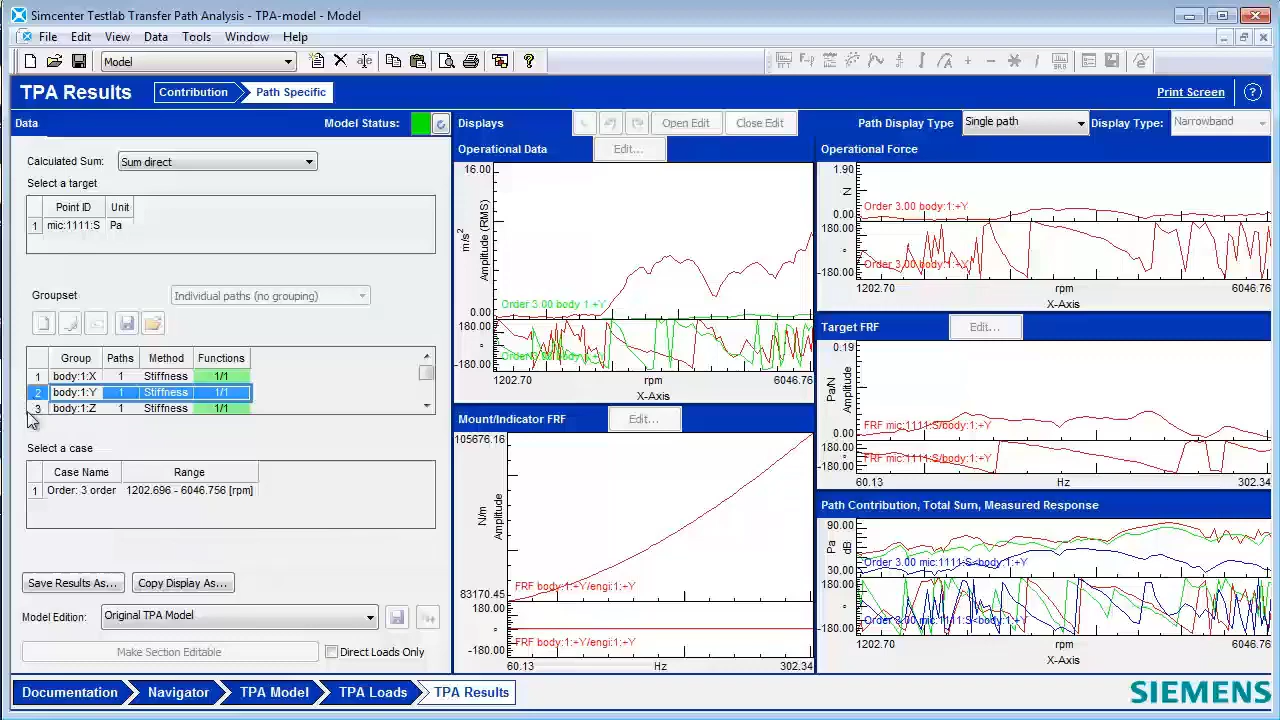 Simcenter Testlab Transfer Path Analysis - TPA-model - Model
File Edit View Data Tools Window Help
Model
TPA Results Contribution Path Specific Print Screen
Data Model Status:
Calculated Sum: Sum direct
Select a target
Point ID Unit
1 mic:1111:S Pa
Groupset Individual paths (no grouping)
Group Paths Method Functions
1 body:1:X 1 Stiffness 1/1
2 body:1:Y 1 Stiffness 1/1
3 body:1:Z 1 Stiffness 1/1
Select a case
Case Name Range
1 Order: 3 order 1202.696 - 6046.756 [rpm]
Save Results As... Copy Display As...
Model Edition: Original TPA Model
Make Section Editable Direct Loads Only
Displays Open Edit Close Edit Path Display Type Single path Display Type: Narrowband
Operational Data Edit...
16.00
m/s²
Amplitude (RMS)
Order 3.00 body 1 +Y
0.00
180.00
-180.00
1202.70 rpm 6046.76
X-Axis
Mount/Indicator FRF Edit...
105676.16
N/m
Amplitude
FRF body:1:+Y/engi:1:+Y
83170.45
180.00
FRF body:1:+Y/engi:1:+Y
-180.00
60.13 Hz 302.34
Operational Force
1.90
N
Order 3.00 body:1:+Y
0.00
180.00
Order 3.00 body:1:+Y
-180.00
1202.70 rpm 6046.76
X-Axis
Target FRF Edit...
0.19
Pa/N
Amplitude
FRF mic:1111:S/body:1:+Y
0.00
180.00
FRF mic:1111:S/body:1:+Y
-180.00
60.13 Hz 302.34
Path Contribution, Total Sum, Measured Response
90.00
Pa
dB
Order 3.00 mic:1111:S<body:1:+Y
30.00
180.00
Order 3.00 mic:1111:S<body:1:+Y
-180.00
1202.70 rpm 6046.76
X-Axis
Documentation Navigator TPA Model TPA Loads TPA Results
SIEMENS